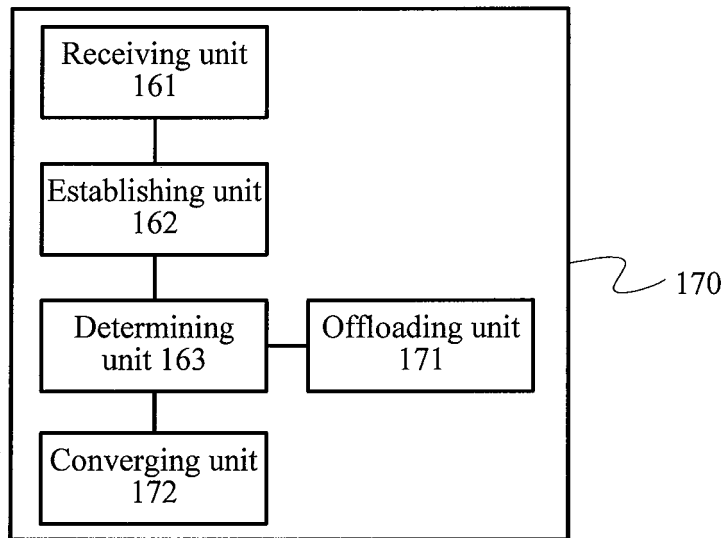 Receiving unit
161
Establishing unit
162
Determining
unit 163
Offloading unit
171
Converging unit
172
170